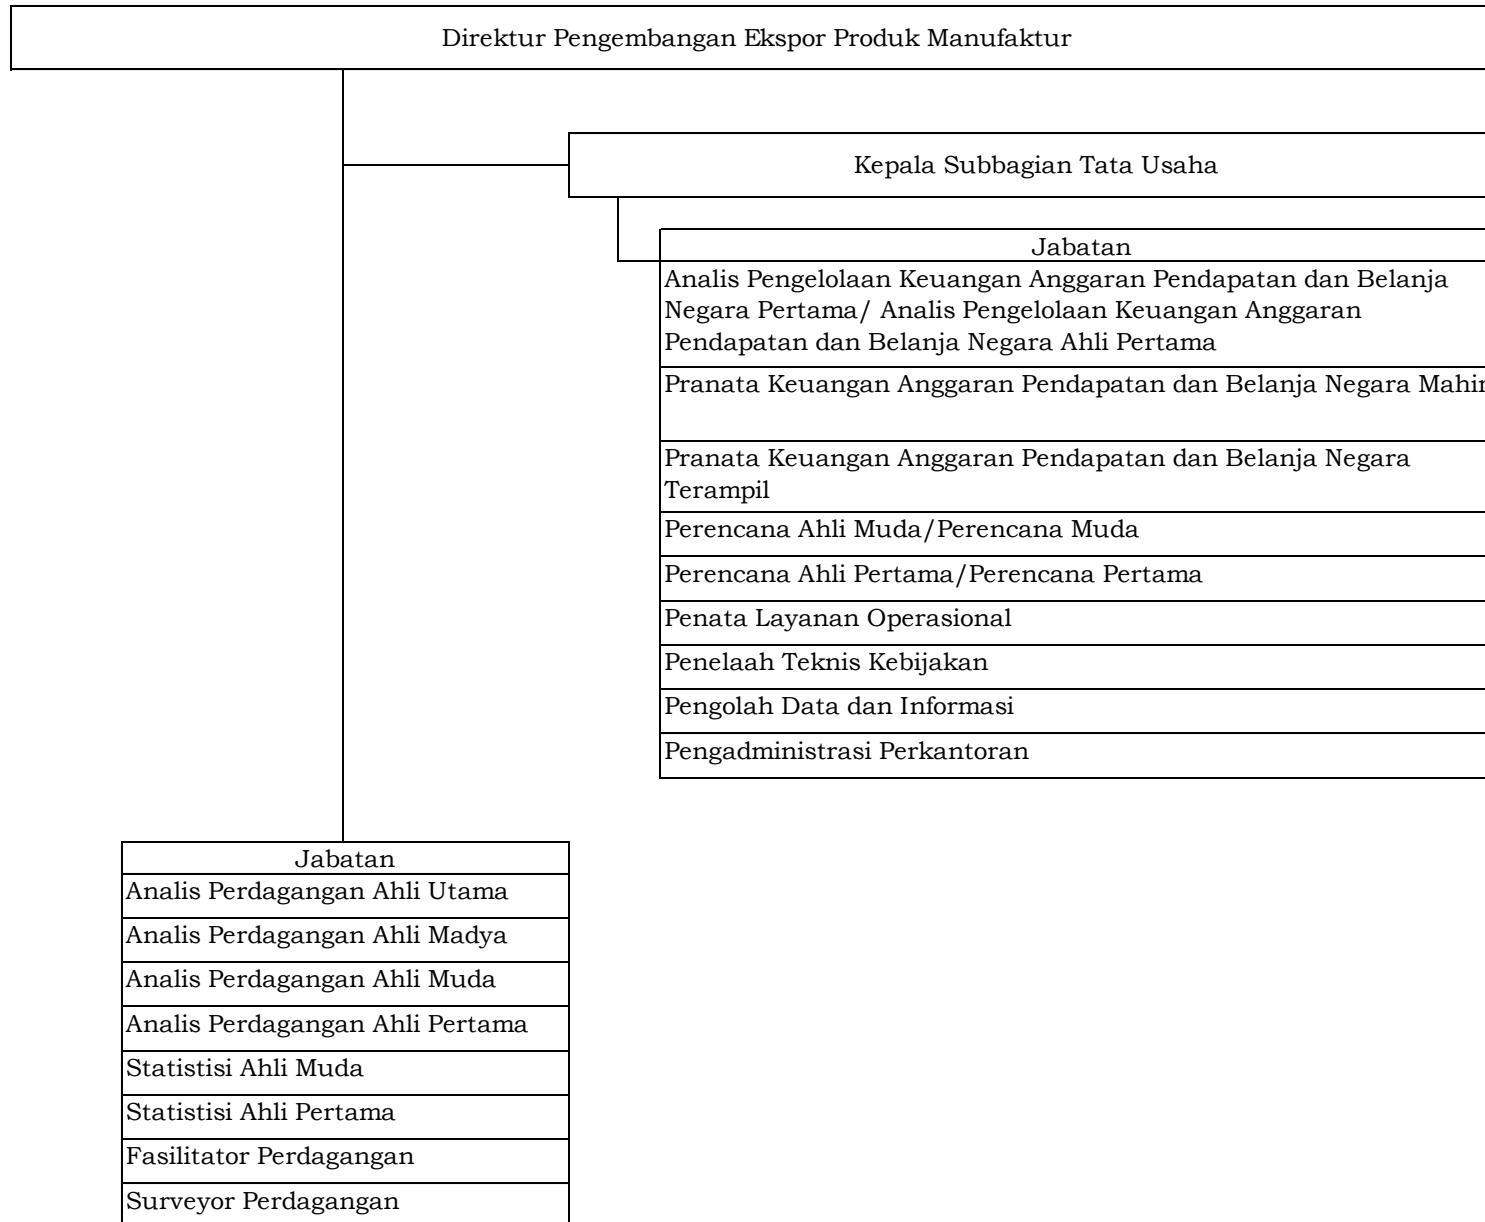 Direktur Pengembangan Ekspor Produk Manufaktur
Kepala Subbagian Tata Usaha
Jabatan
Analis Pengelolaan Keuangan Anggaran Pendapatan dan Belanja
Negara Pertama/ Analis Pengelolaan Keuangan Anggaran
Pendapatan dan Belanja Negara Ahli Pertama
Pranata Keuangan Anggaran Pendapatan dan Belanja Negara Mahir
Pranata Keuangan Anggaran Pendapatan dan Belanja Negara
Terampil
Perencana Ahli Muda/Perencana Muda
Perencana Ahli Pertama/Perencana Pertama
Penata Layanan Operasional
Penelaah Teknis Kebijakan
Pengolah Data dan Informasi
Pengadministrasi Perkantoran
Jabatan
Analis Perdagangan Ahli Utama
Analis Perdagangan Ahli Madya
Analis Perdagangan Ahli Muda
Analis Perdagangan Ahli Pertama
Statistisi Ahli Muda
Statistisi Ahli Pertama
Fasilitator Perdagangan
Surveyor Perdagangan